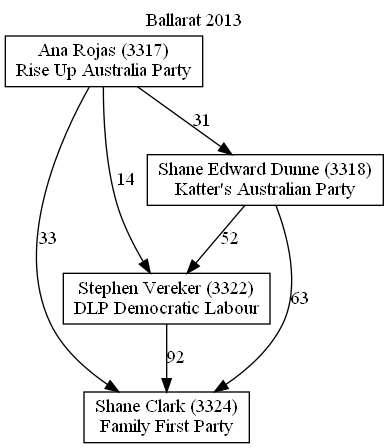 Ballarat 2013
Ana Rojas (3317)
Rise Up Australia Party
31
Shane Edward Dunne (3318)
Katter's Australian Party
14
33
52
63
Stephen Vereker (3322)
DLP Democratic Labour
92
Shane Clark (3324)
Family First Party